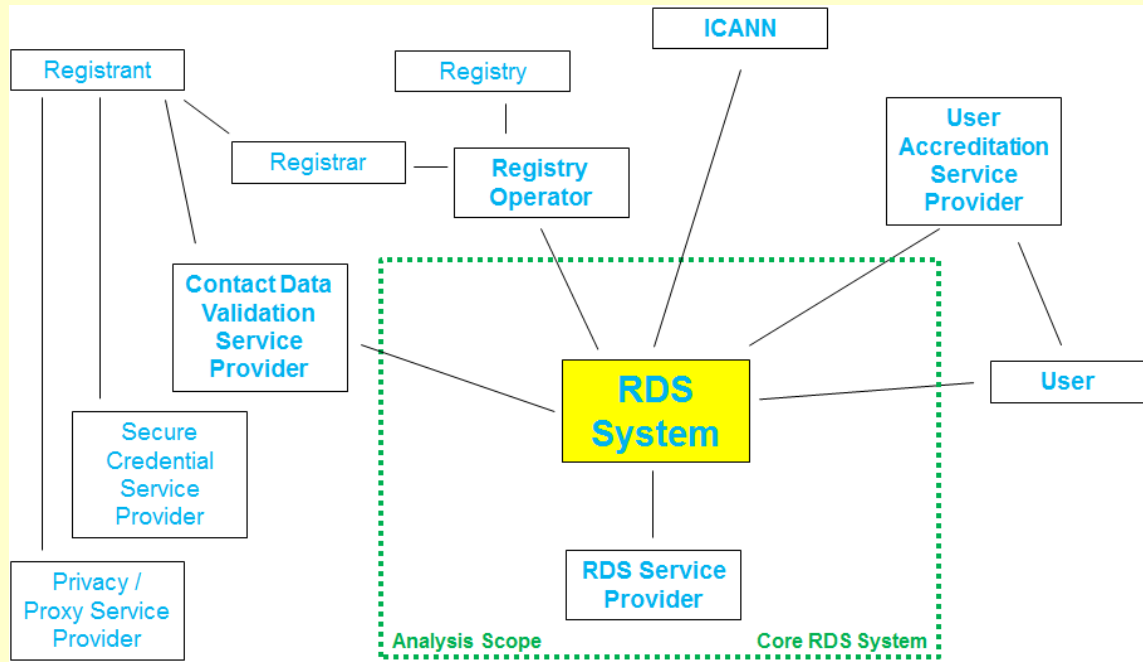 ICANN
Registrant
Registry
User
Accreditation
Service
Provider
Registrar
Registry
Operator
Contact Data
Validation
Service
Provider
RDS
System
User
Secure
Credential
Service
Provider
RDS Service
Provider
Privacy /
Proxy Service
Provider
Analysis Scope
Core RDS System